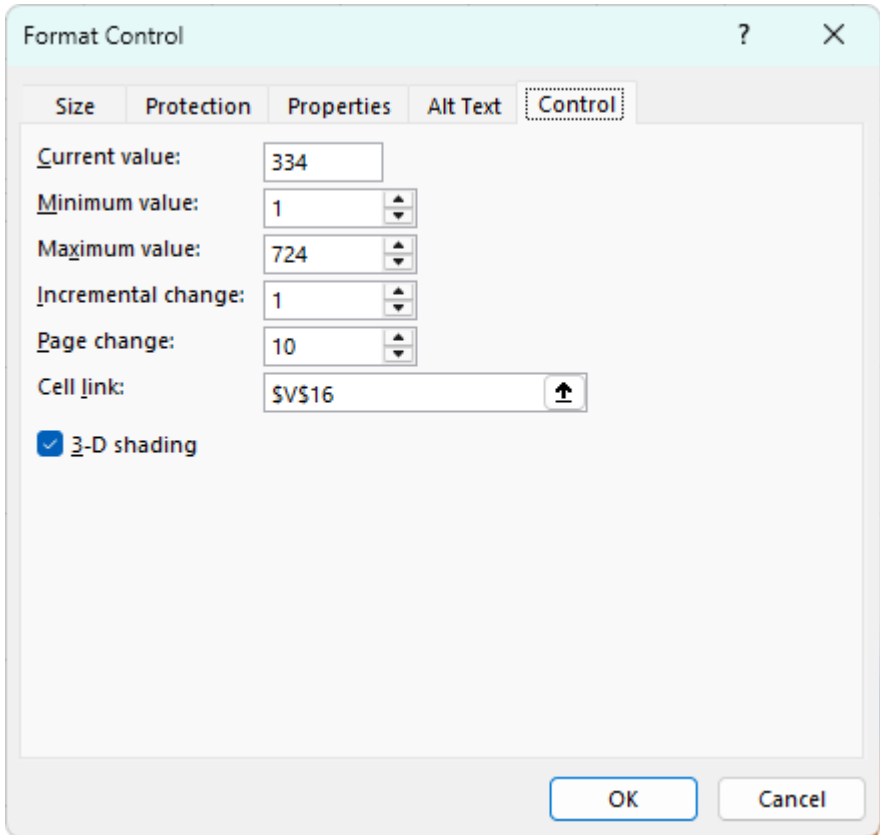 Format Control ?
Size Protection Properties Alt Text Control
Current value: 334
Minimum value: 1
Maximum value: 724
Incremental change: 1
Page change: 10
Cell link: $V$16
3-D shading
OK Cancel